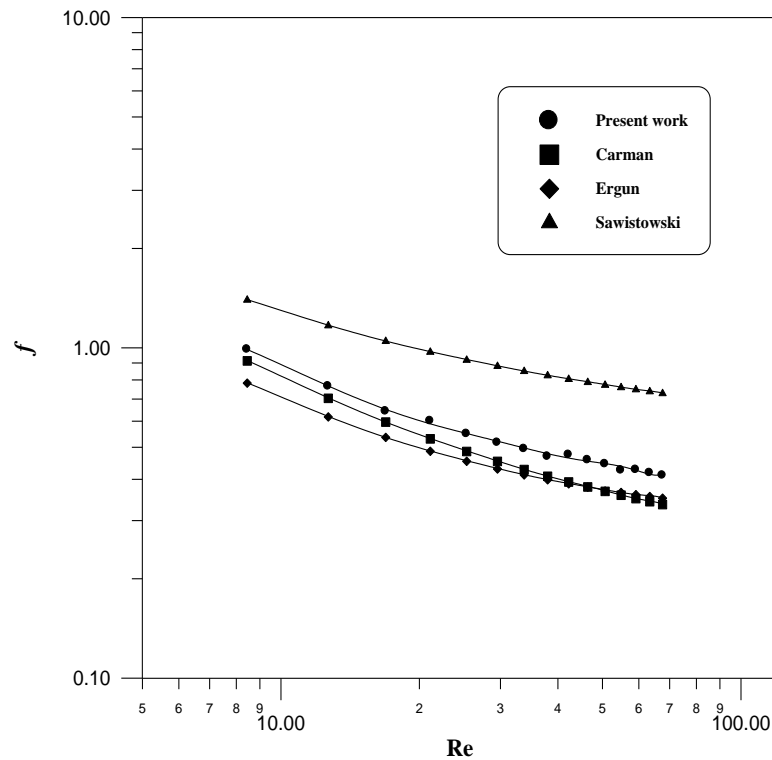 10.00
Present work
Carman
Ergun
Sawistowski
f
1.00
0.10
5 6 7 8 9 2 3 4 5 6 7 8 9
10.00 100.00
Re